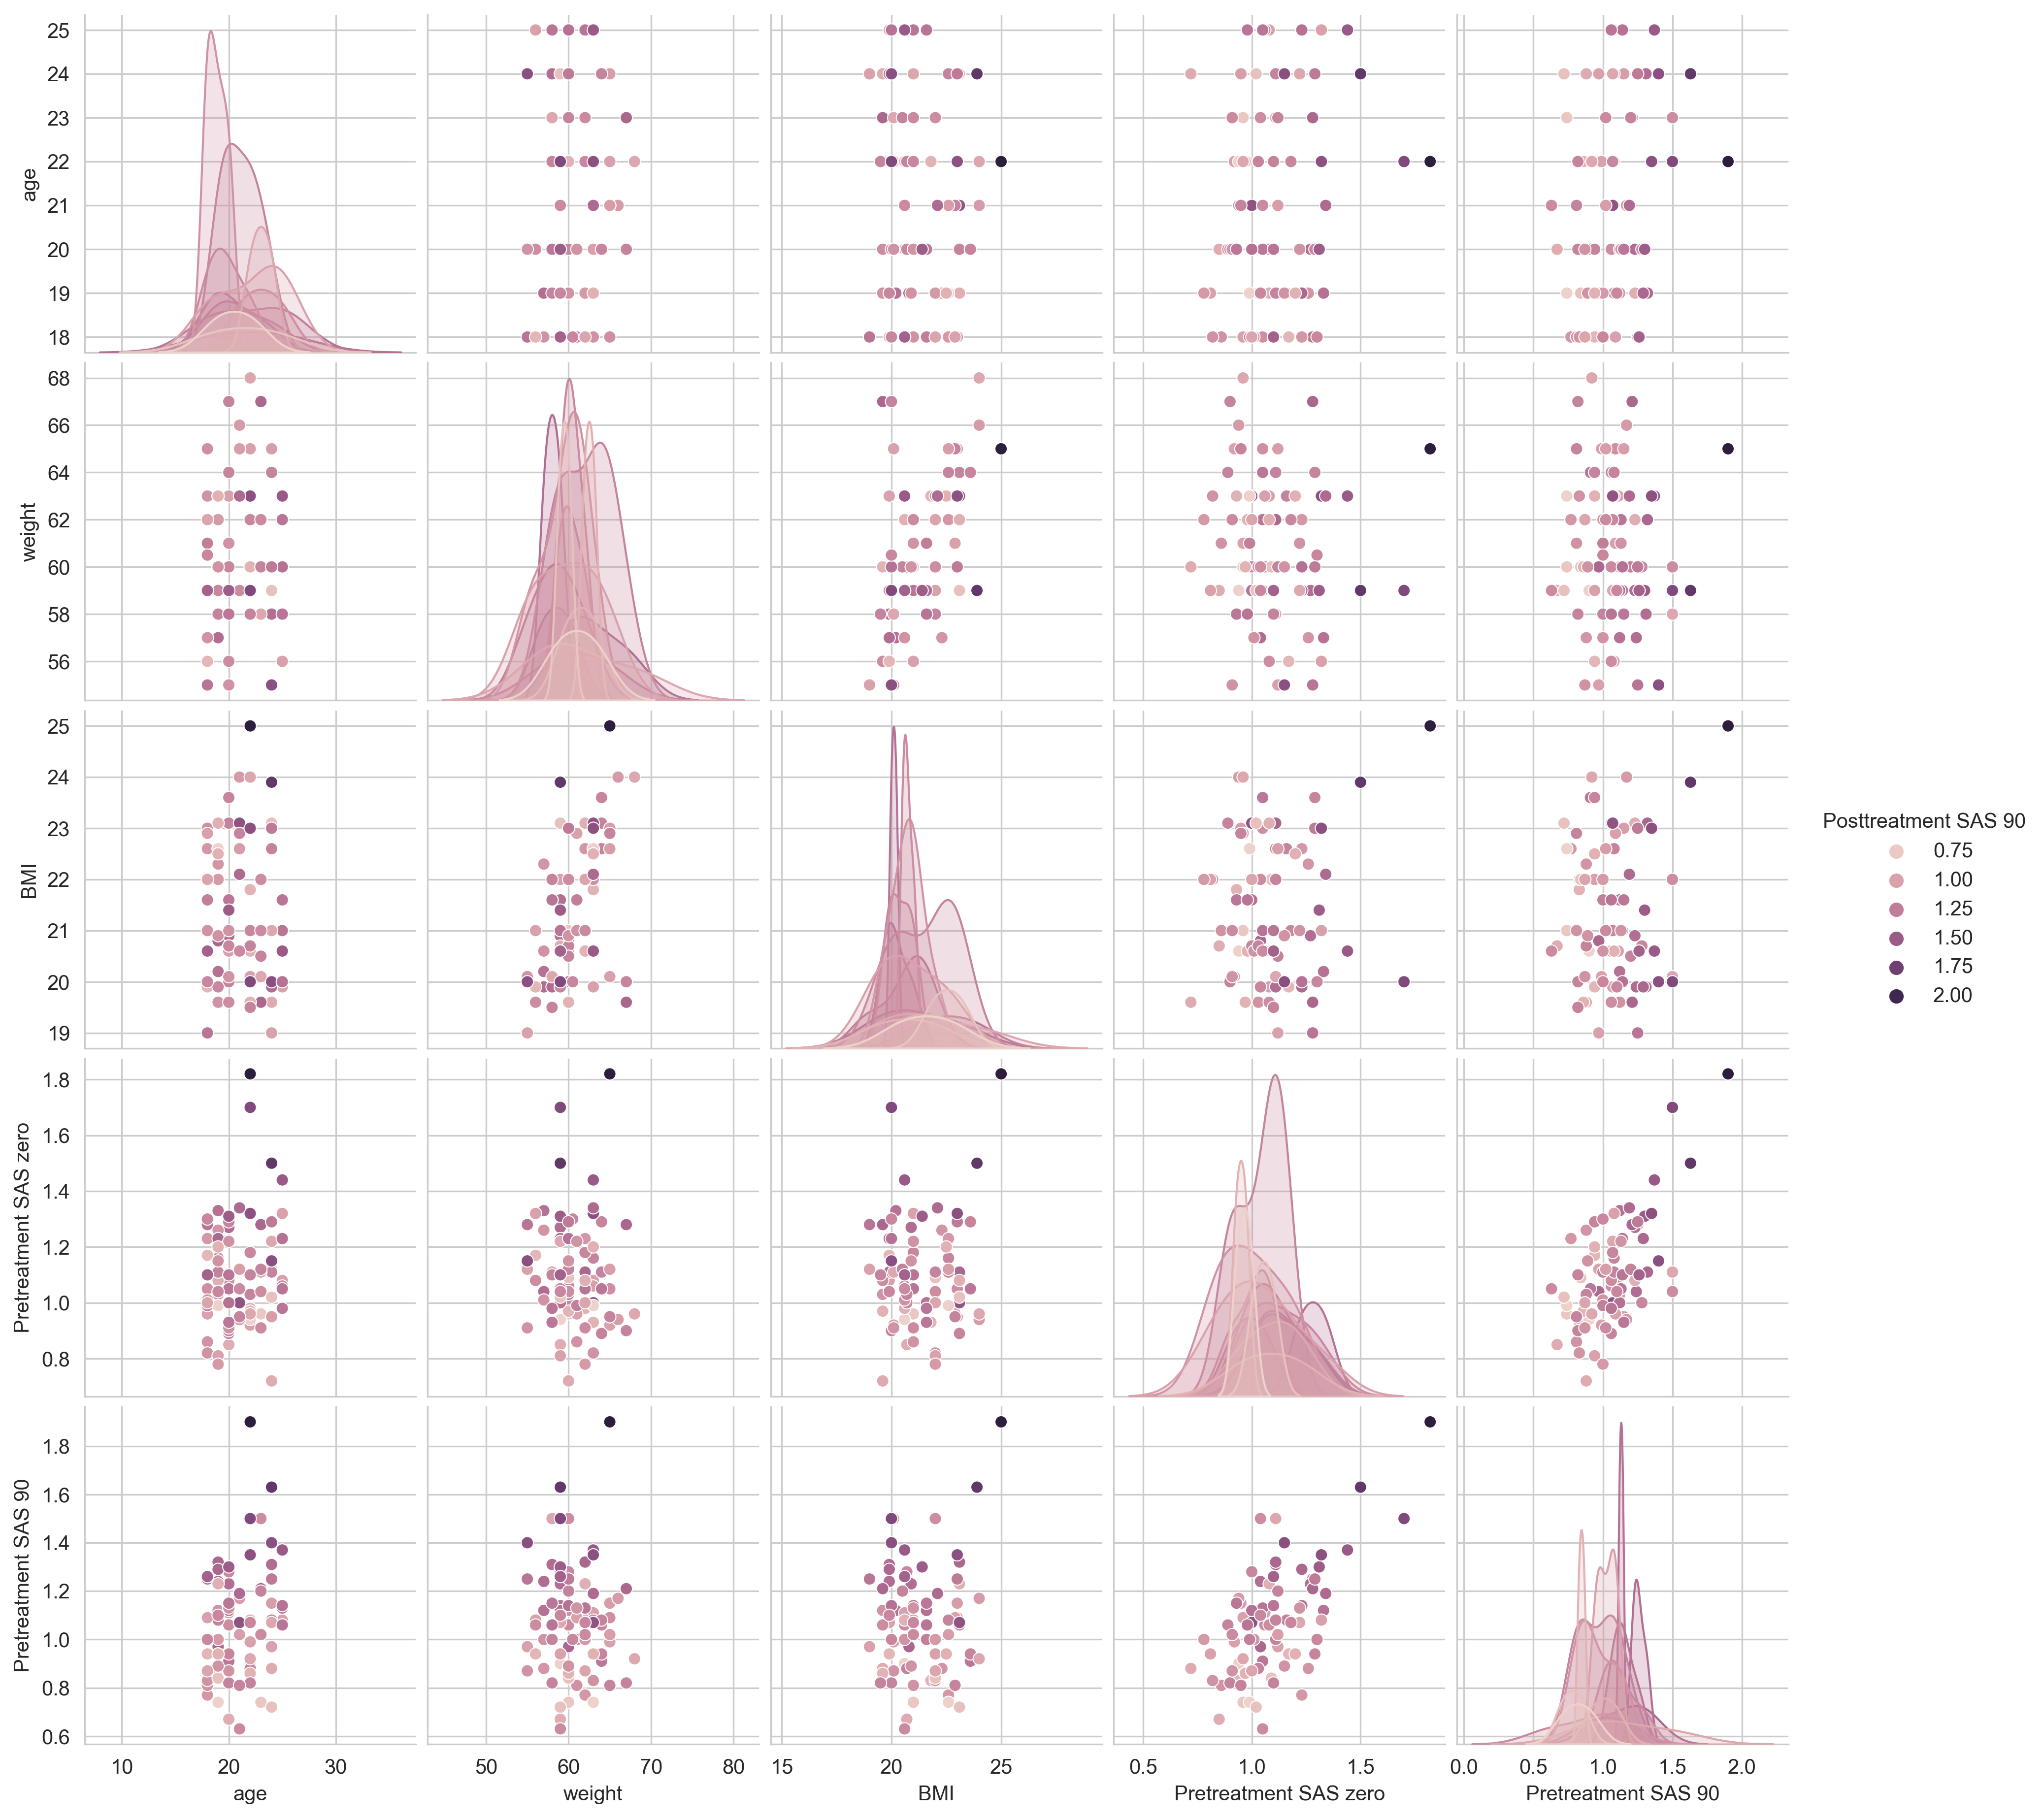 25
24
23
22
21
20
19
18
age
68
66
64
62
60
58
56
weight
25
24
23
22
21
20
19
BMI
Posttreatment SAS 90
0.75
1.00
1.25
1.50
1.75
2.00
1.8
1.6
1.4
1.2
1.0
0.8
Pretreatment SAS zero
1.8
1.6
1.4
1.2
1.0
0.8
0.6
Pretreatment SAS 90
10 20 30
age
50 60 70 80
weight
15 20 25
BMI
0.5 1.0 1.5
Pretreatment SAS zero
0.0 0.5 1.0 1.5 2.0
Pretreatment SAS 90